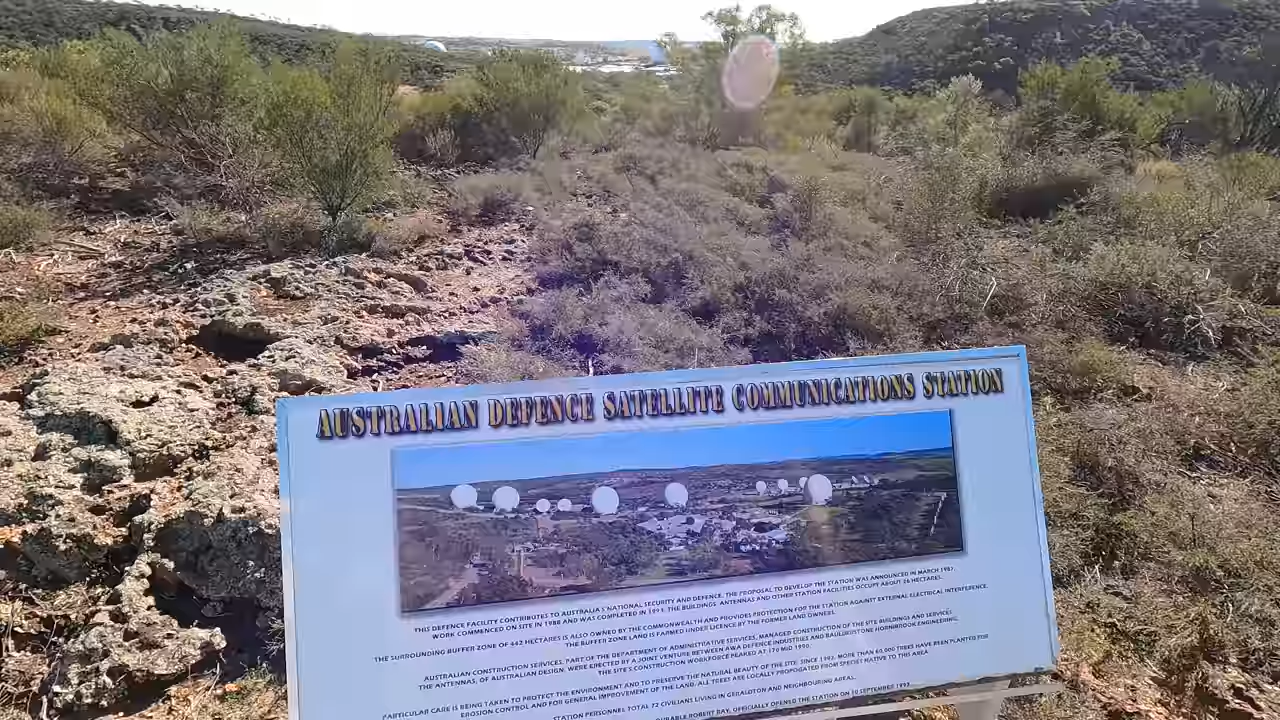 AUSTRALIAN DEFENCE SATELLITE COMMUNICATIONS STATION
THIS DEFENCE FACILITY CONTRIBUTES TO AUSTRALIA'S NATIONAL SECURITY AND DEFENCE. THE PROPOSAL TO DEVELOP THE STATION WAS ANNOUNCED IN MARCH 1987.
WORK COMMENCED ON SITE IN 1988 AND WAS COMPLETED IN 1993. THE BUILDINGS ANTENNAS AND OTHER STATION FACILITIES OCCUPY ABOUT 26 HECTARES.
THE SURROUNDING BUFFER ZONE OF 442 HECTARES IS ALSO OWNED BY THE COMMONWEALTH AND PROVIDES PROTECTION FOR THE STATION AGAINST EXTERNAL ELECTRICAL INTERFERENCE.
THE BUFFER ZONE LAND IS FARMED UNDER LICENCE BY THE FORMER LAND OWNERS.
AUSTRALIAN CONSTRUCTION SERVICES, PART OF THE DEPARTMENT OF ADMINISTRATIVE SERVICES, MANAGED CONSTRUCTION OF THE SITE BUILDINGS AND SERVICES.
THE ANTENNAS, OF AUSTRALIAN DESIGN, WERE ERECTED BY A JOINT VENTURE BETWEEN AWA DEFENCE INDUSTRIES AND HORNIBROOK ENGINEERING.
THE SITE'S CONSTRUCTION WORKFORCE PEAKED AT 170 MID 1990.
PARTICULAR CARE IS BEING TAKEN TO PROTECT THE ENVIRONMENT AND TO PRESERVE THE NATURAL BEAUTY OF THE SITE. SINCE MORE THAN 60,000 TREES HAVE BEEN PLANTED FOR
EROSION CONTROL AND FOR GENERAL IMPROVEMENT OF THE LAND. ALL TREES ARE LOCALLY PROPOGATED FROM SPECIES NATIVE TO THIS AREA
STATION PERSONNEL TOTAL 72 CIVILIANS LIVING IN GERALDTON AND NEIGHBOURING AREAS.
ROBERT RAY, OFFICIALLY OPENED THE STATION ON SEPTEMBER 1993